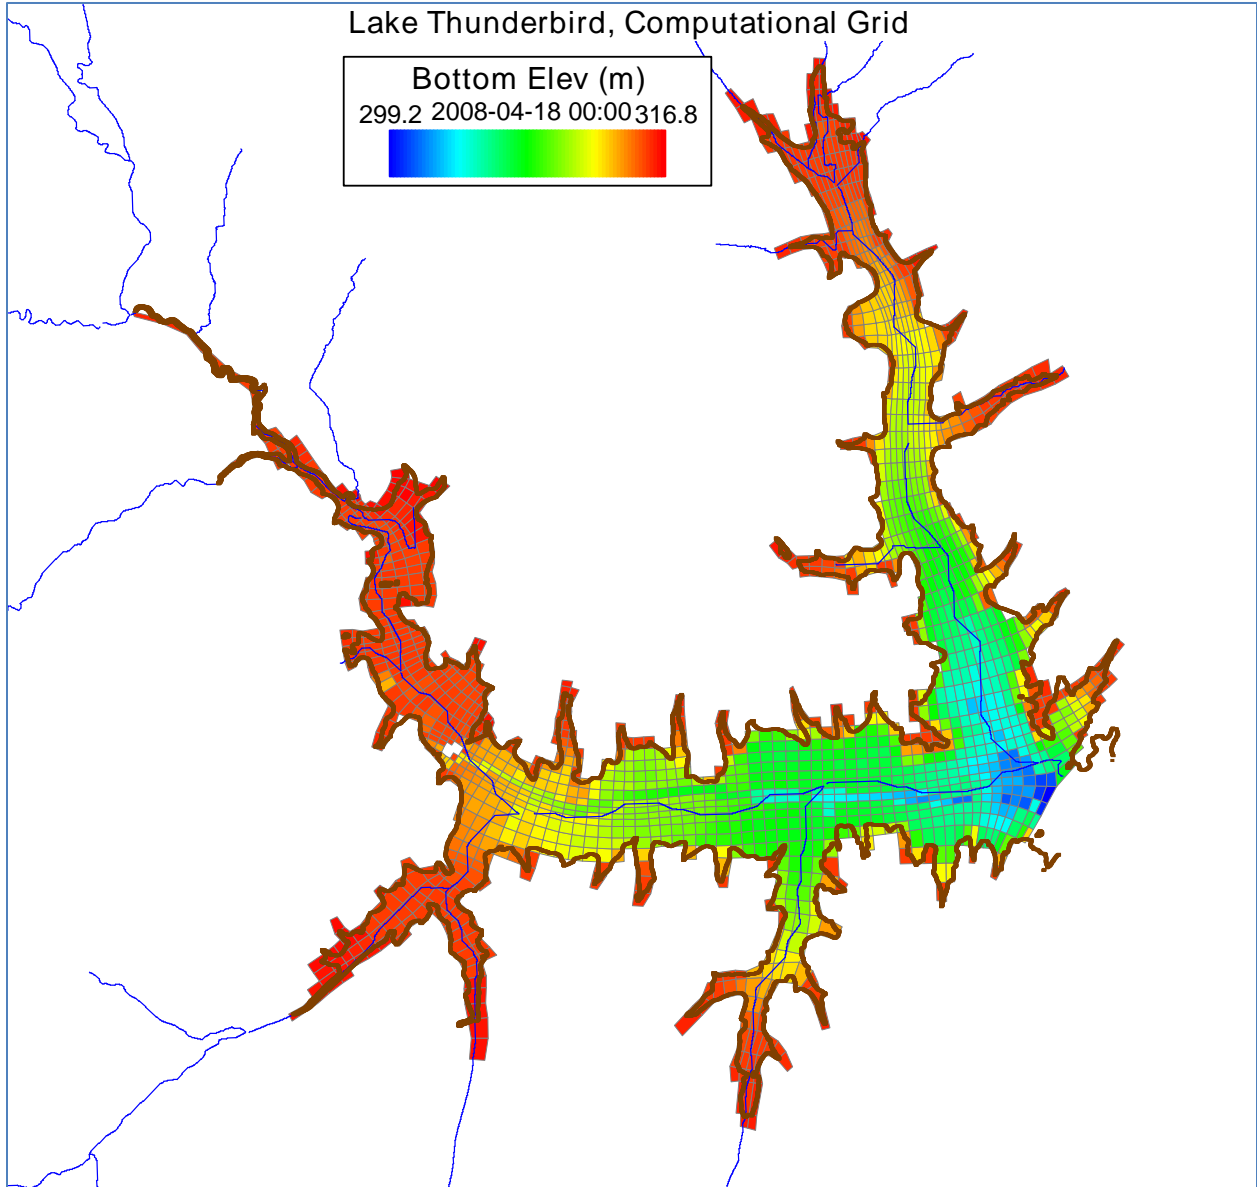 Lake Thunderbird, Computational Grid
Bottom Elev (m)
299.2 2008-04-18 00:00 316.8